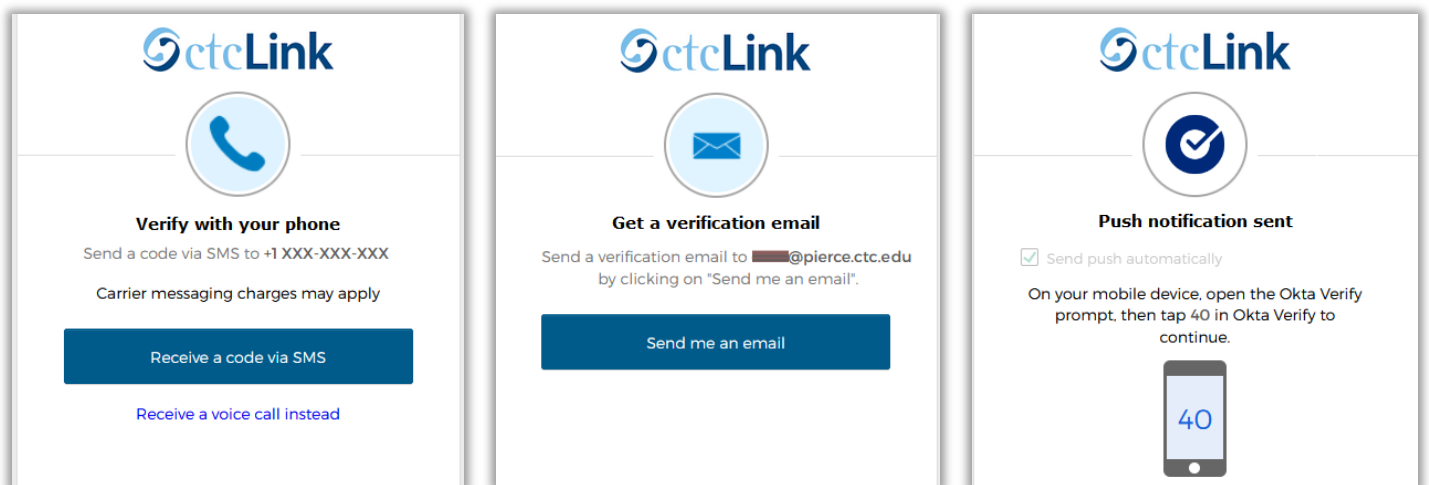 ctcLink
Verify with your phone
Send a code via SMS to +1 XXX-XXX-XXX
Carrier messaging charges may apply
Receive a code via SMS
Receive a voice call instead
ctcLink
Get a verification email
Send a verification email to @pierce.ctc.edu
by clicking on "Send me an email".
Send me an email
ctcLink
Push notification sent
Send push automatically
On your mobile device, open the Okta Verify
prompt, then tap 40 in Okta Verify to
continue.
40